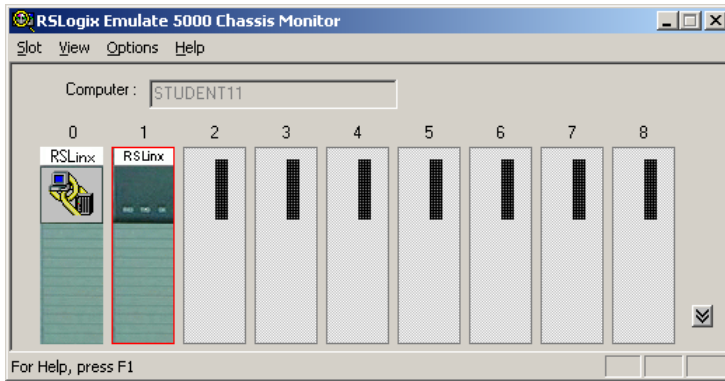 RSLogix Emulate 5000 Chassis Monitor
Slot View Options Help
Computer : STUDENT11
0 1 2 3 4 5 6 7 8
RSLinx RSLinx
For Help, press F1